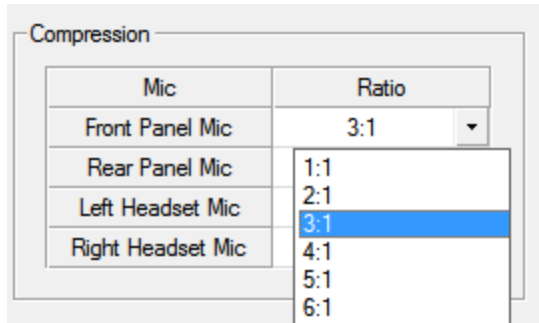 Compression
Mic Ratio
Front Panel Mic 3:1
Rear Panel Mic
Left Headset Mic
Right Headset Mic
1:1
2:1
3:1
4:1
5:1
6:1